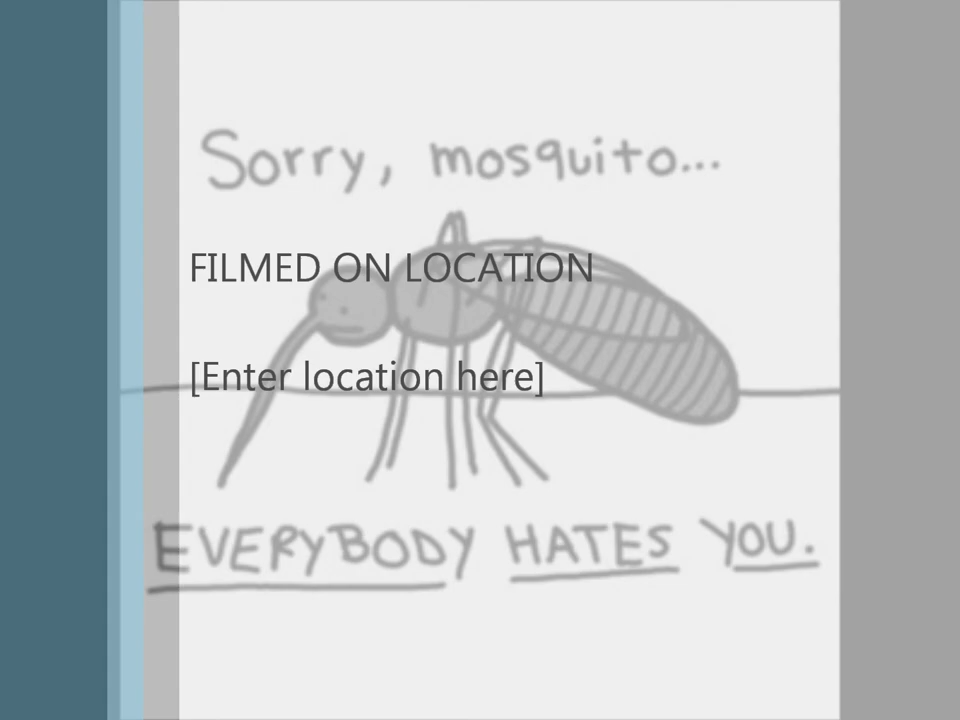 Sorry, mosquito...
FILMED ON LOCATION
[Enter location here]
EVERYBODY HATES YOU.